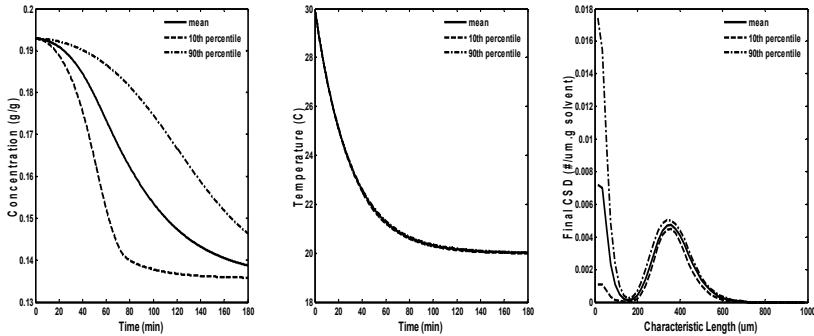 Concentration (g/g)
0.2
0.19
0.18
0.17
0.16
0.15
0.14
0.13
0 20 40 60 80 100 120 140 160 180
Time (min)
mean
10th percentile
90th percentile
Temperature (C)
30
28
26
24
22
20
18
0 20 40 60 80 100 120 140 160 180
Time (min)
mean
10th percentile
90th percentile
Final CSD (#/um.g solvent)
0.018
0.016
0.014
0.012
0.01
0.008
0.006
0.004
0.002
0
0 200 400 600 800 1000
Characteristic Length (um)
mean
10th percentile
90th percentile